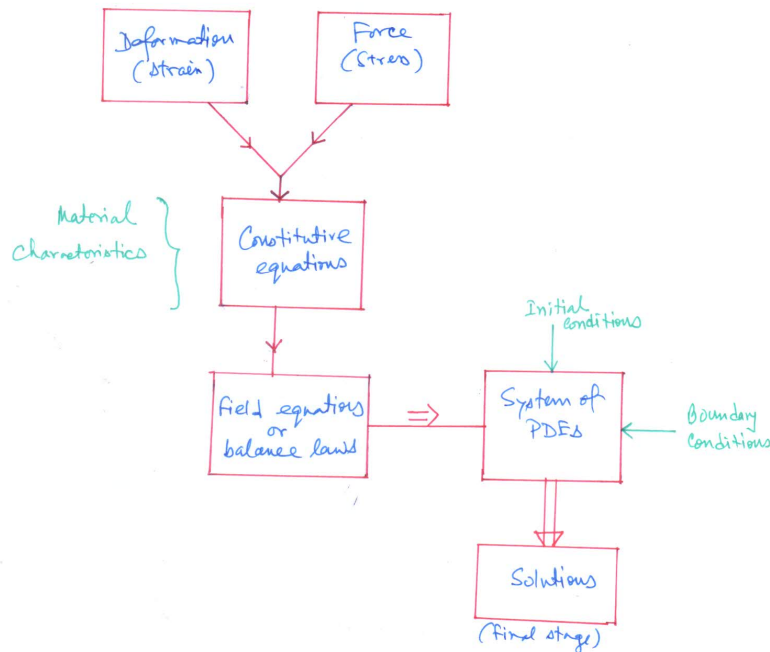 Deformation
(strain)
Force
(Stress)
Material
Characteristics
Constitutive
equations
Initial
conditions
field equations
or
balance laws
System of
PDEs
Boundary
Conditions
Solutions
(final stage)